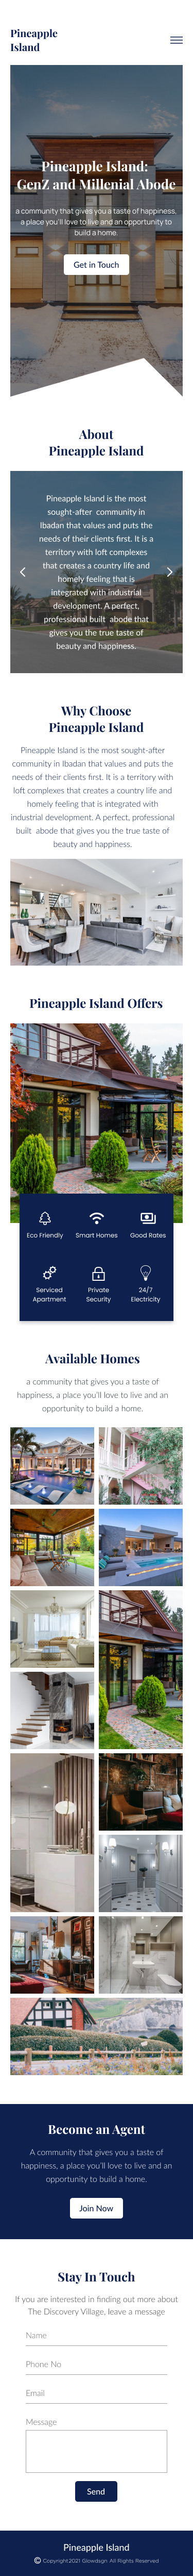 Pineapple
Island
Pineapple Island:
GenZ and Millenial Abode
a community that gives you a taste of happiness,
a place you'll love to live and an opportunity to
build a home.
Get in Touch
About
Pineapple Island
Pineapple Island is the most
sought-after community in
Ibadan that values and puts the
needs of their clients first. It is a
territory with loft complexes
that creates a country life and
homely feeling that is
integrated with industrial
development. A perfect,
professional built abode that
gives you the true taste of
beauty and happiness.
Why Choose
Pineapple Island
Pineapple Island is the most sought-after
community in Ibadan that values and puts the
needs of their clients first. It is a territory with
loft complexes that creates a country life and
homely feeling that is integrated with
industrial development. A perfect, professional
built abode that gives you the true taste of
beauty and happiness.
Pineapple Island Offers
Eco Friendly
Smart Homes
Good Rates
Serviced
Apartment
Private
Security
24/7
Electricity
Available Homes
a community that gives you a taste of
happiness, a place you'll love to live and an
opportunity to build a home.
Become an Agent
A community that gives you a taste of
happiness, a place you'll love to live and an
opportunity to build a home.
Join Now
Stay In Touch
If you are interested in finding out more about
The Discovery Village, leave a message
Name
Phone No
Email
Message
Send
Pineapple Island
© Copyright2021 Glowdsgn. All Rights Reserved